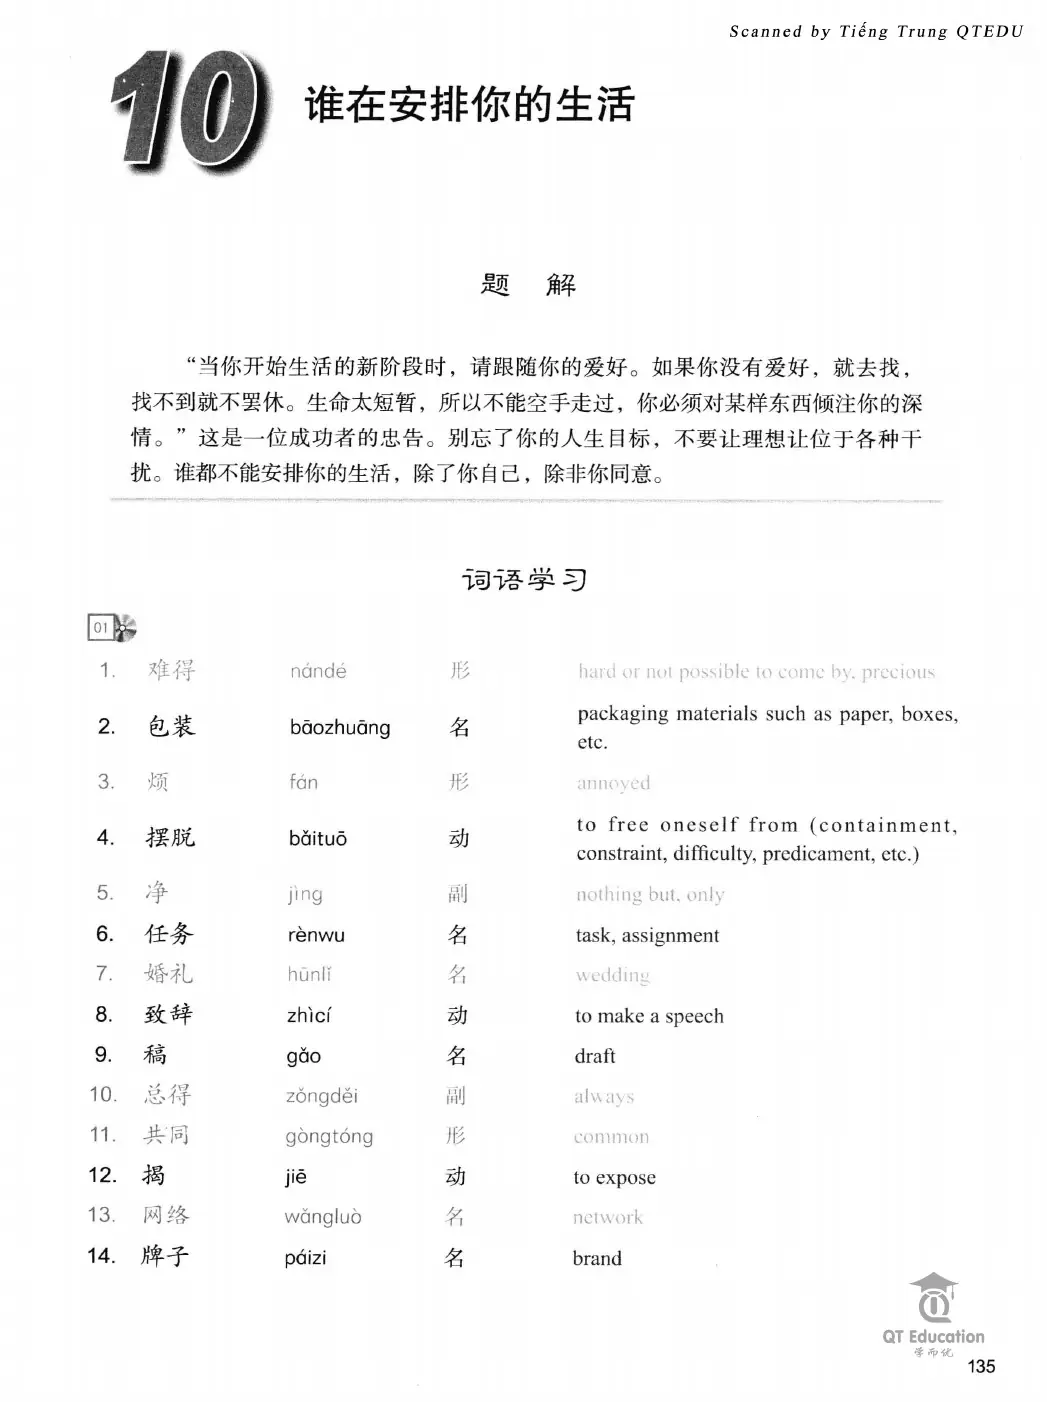 Scanned by Tiếng Trung QTEDU
10 谁在安排你的生活
题 解
“当你开始生活的新阶段时，请跟随你的爱好。如果你没有爱好，就去找，
找不到就不罢休。生命太短暂，所以不能空手走过，你必须对某样东西倾注你的深
情。”这是一位成功者的忠告。别忘了你的人生目标，不要让理想让位于各种干
扰。谁都不能安排你的生活，除了你自己，除非你同意。
词语学习
01
1. 难得 nándé 形 hard or not possible to come by, precious
2. 包装 bāozhuāng 名 packaging materials such as paper, boxes,
etc.
3. 烦 fán 形 annoyed
4. 摆脱 bǎituō 动 to free oneself from (containment,
constraint, difficulty, predicament, etc.)
5. 净 jìng 副 nothing but, only
6. 任务 rènwu 名 task, assignment
7. 婚礼 hūnlǐ 名 wedding
8. 致辞 zhìcí 动 to make a speech
9. 稿 gǎo 名 draft
10. 总得 zǒngděi 副 always
11. 共同 gòngtóng 形 common
12. 揭 jiē 动 to expose
13. 网络 wǎngluò 名 network
14. 牌子 páizi 名 brand
QT Education
学而优
135